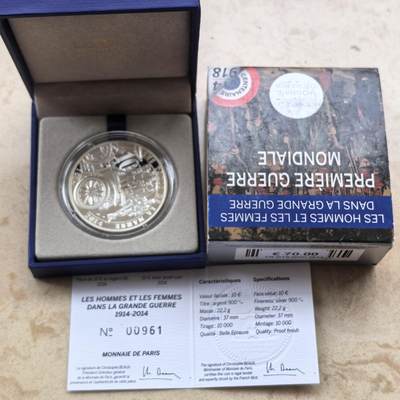 LES HOMMES ET LES FEMMES
DANS LA GRANDE GUERRE
PREMIÈRE GUERRE
MONDIALE
CENTENAIRE
€ 70.00
LES HOMMES ET LES FEMMES
DANS LA GRANDE GUERRE
1914-2014
N° 00961
MONNAIE DE PARIS
Caractéristiques
Valeur faciale : 10 €
Titre : argent 900
Masse : 22,2 g
Diamètre : 37 mm
Tirage : 10 000
Qualité : Belle Épreuve
Specifications
Face value : 10 €
Fineness : silver 900
Weight : 22,2 g
Diameter : 37 mm
Mintage : 10 000
Quality : Proof finish